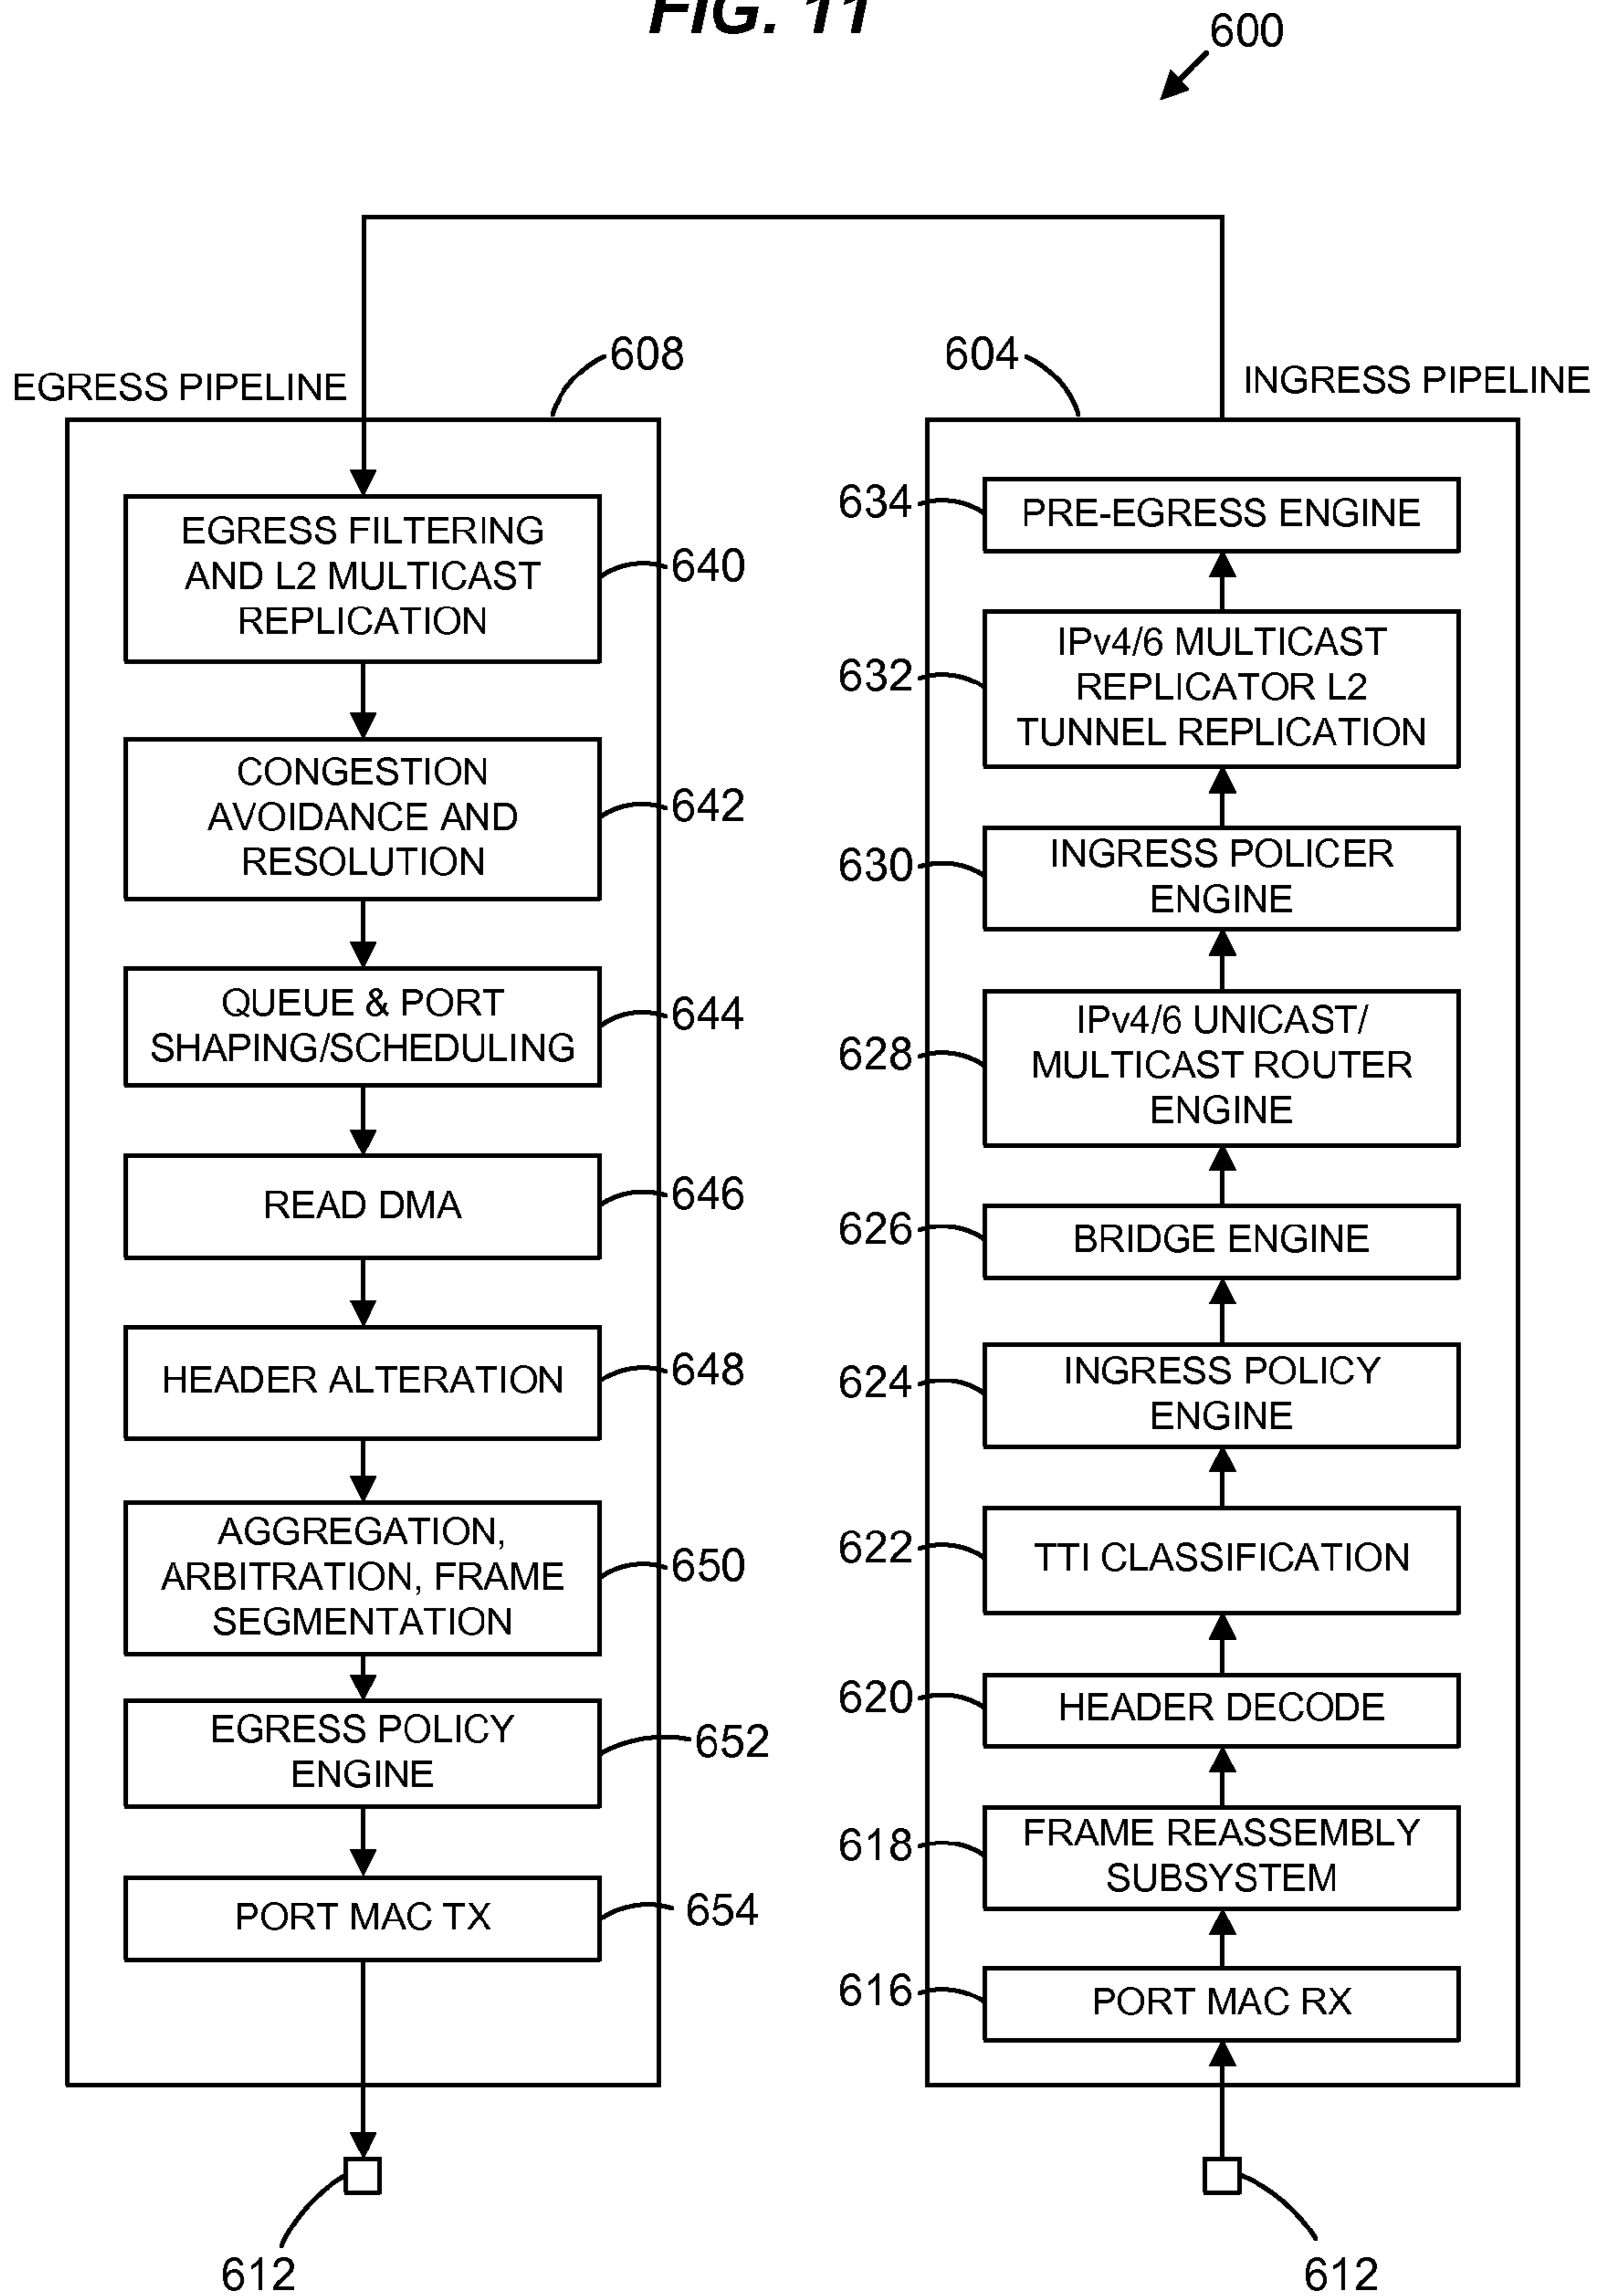 FIG. 11
600
608
604
EGRESS PIPELINE
INGRESS PIPELINE
EGRESS FILTERING
AND L2 MULTICAST
REPLICATION
640
CONGESTION
AVOIDANCE AND
RESOLUTION
642
QUEUE & PORT
SHAPING/SCHEDULING
644
READ DMA
646
HEADER ALTERATION
648
AGGREGATION,
ARBITRATION, FRAME
SEGMENTATION
650
EGRESS POLICY
ENGINE
652
PORT MAC TX
654
612
634
PRE-EGRESS ENGINE
632
IPv4/6 MULTICAST
REPLICATOR L2
TUNNEL REPLICATION
630
INGRESS POLICER
ENGINE
628
IPv4/6 UNICAST/
MULTICAST ROUTER
ENGINE
626
BRIDGE ENGINE
624
INGRESS POLICY
ENGINE
622
TTI CLASSIFICATION
620
HEADER DECODE
618
FRAME REASSEMBLY
SUBSYSTEM
616
PORT MAC RX
612